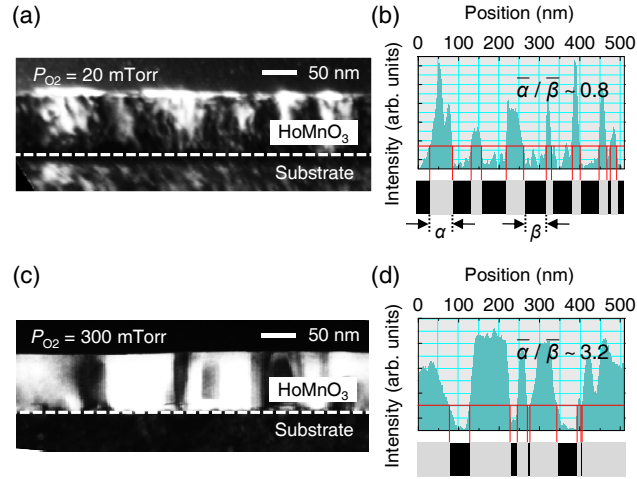 (a)
P_O2 = 20 mTorr
50 nm
HoMnO3
Substrate
(b)
Position (nm)
0 100 200 300 400 500
Intensity (arb. units)
α̅ / β̅ ~ 0.8
α
β
(c)
P_O2 = 300 mTorr
50 nm
HoMnO3
Substrate
(d)
Position (nm)
0 100 200 300 400 500
Intensity (arb. units)
α̅ / β̅ ~ 3.2